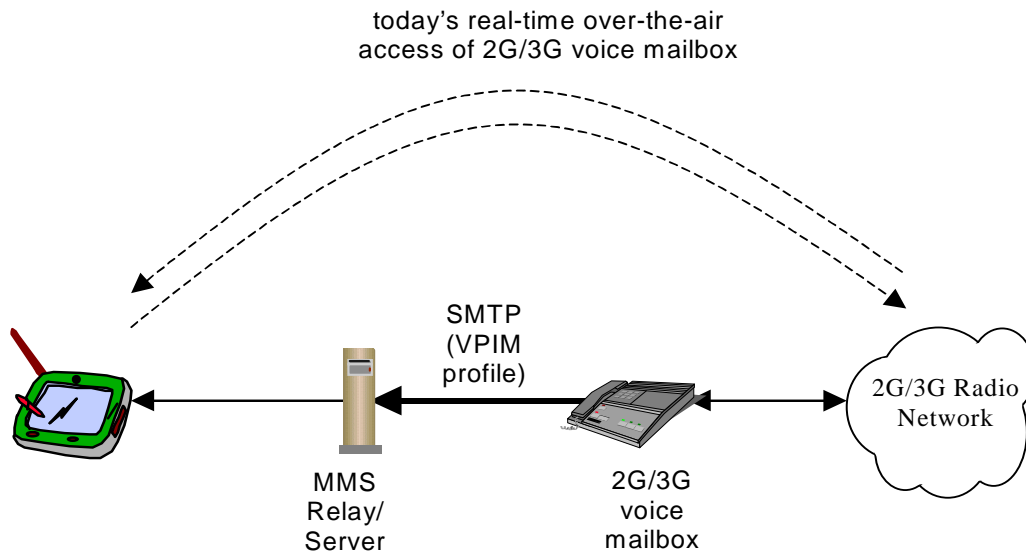 today's real-time over-the-air
access of 2G/3G voice mailbox
SMTP
(VPIM
profile)
2G/3G Radio
Network
MMS
Relay/
Server
2G/3G
voice
mailbox